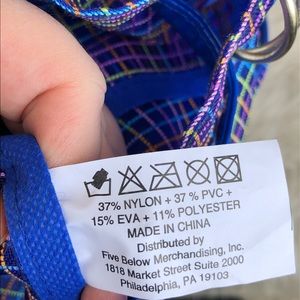 37% NYLON + 37 % PVC +
15% EVA + 11% POLYESTER
MADE IN CHINA
Distributed by
Five Below Merchandising, Inc.
1818 Market Street Suite 2000
Philadelphia, PA 19103